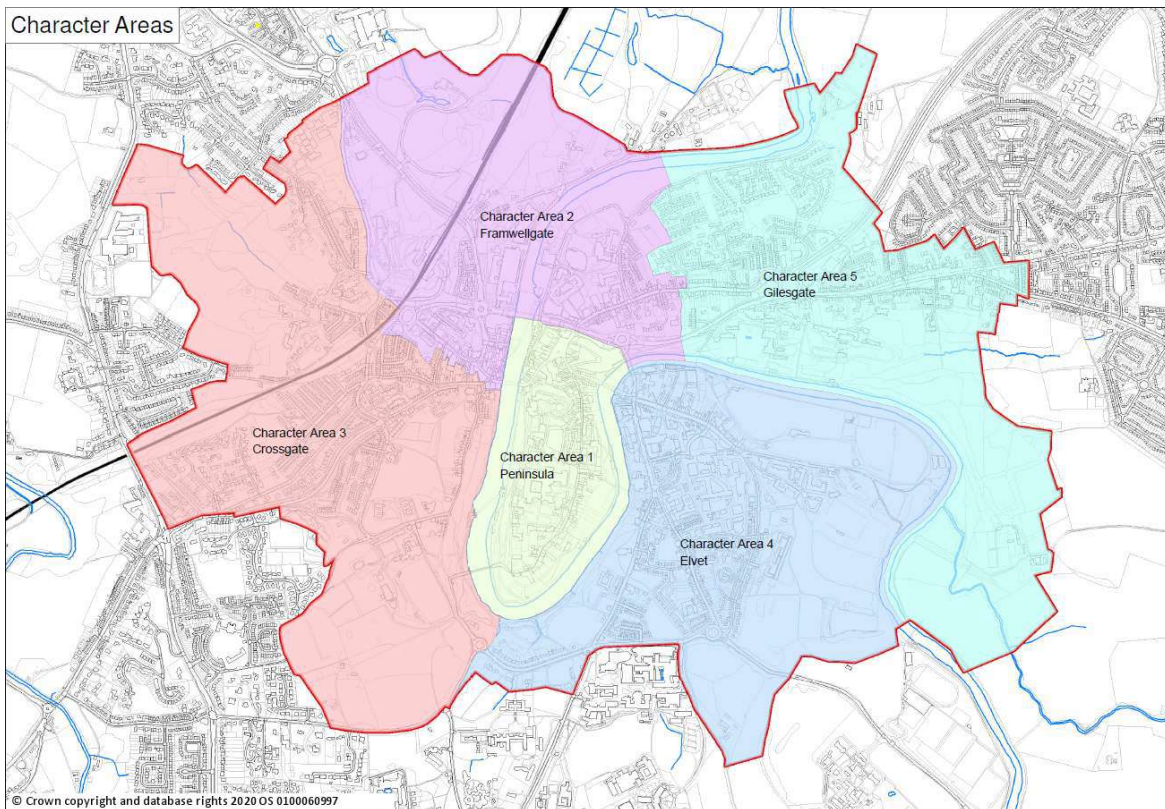 Character Areas
Character Area 2
Framwellgate
Character Area 5
Gilesgate
Character Area 3
Crossgate
Character Area 1
Peninsula
Character Area 4
Elvet
© Crown copyright and database rights 2020 OS 0100060997